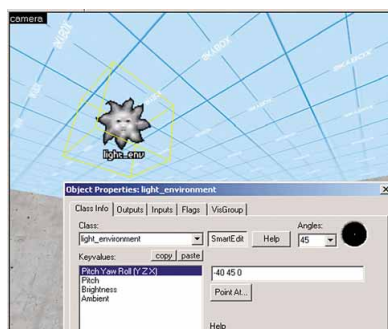 camera
SKYBOX
light_env
Object Properties: light_environment
Class Info Outputs Inputs Flags VisGroup
Class: Angles:
light_environment SmartEdit Help 45
Keyvalues: copy paste
Pitch Yaw Roll (Y Z X) -40 45 0
Pitch
Brightness Point At...
Ambient
Help